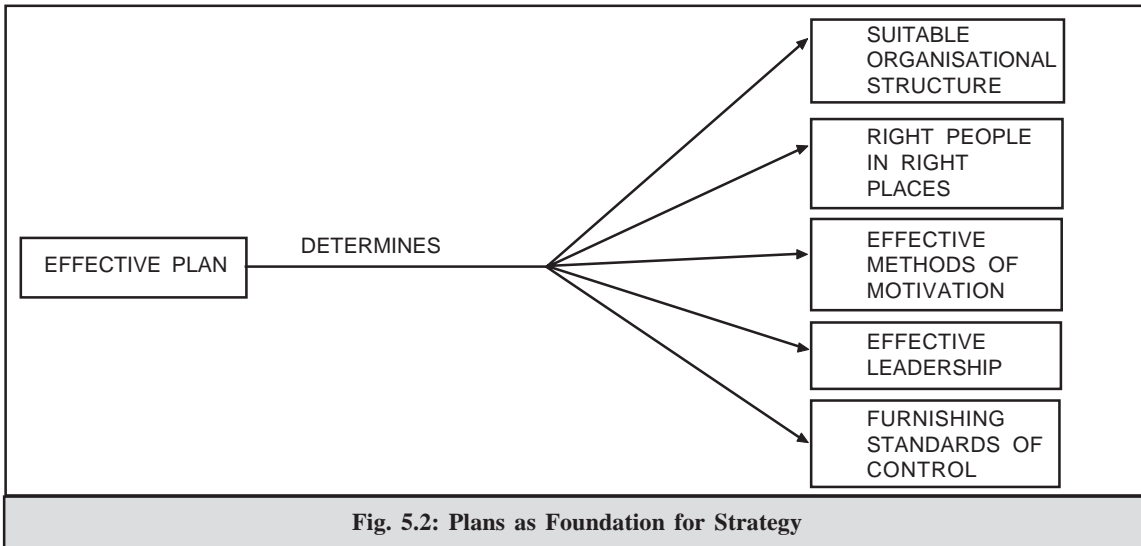 SUITABLE
ORGANISATIONAL
STRUCTURE
RIGHT PEOPLE
IN RIGHT
PLACES
EFFECTIVE PLAN
DETERMINES
EFFECTIVE
METHODS OF
MOTIVATION
EFFECTIVE
LEADERSHIP
FURNISHING
STANDARDS OF
CONTROL
Fig. 5.2: Plans as Foundation for Strategy